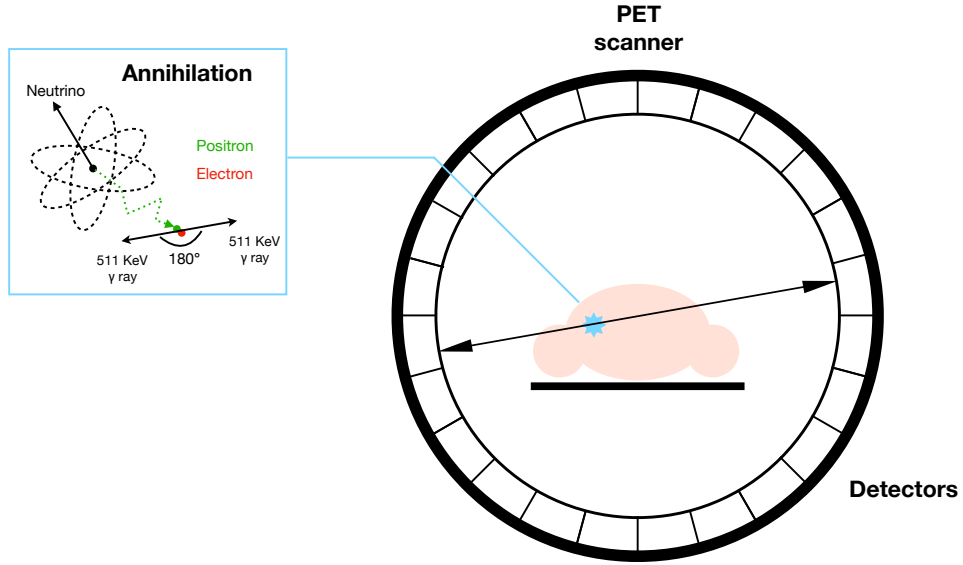 PET
scanner
Annihilation
Neutrino
Positron
Electron
511 KeV
γ ray
180°
511 KeV
γ ray
Detectors